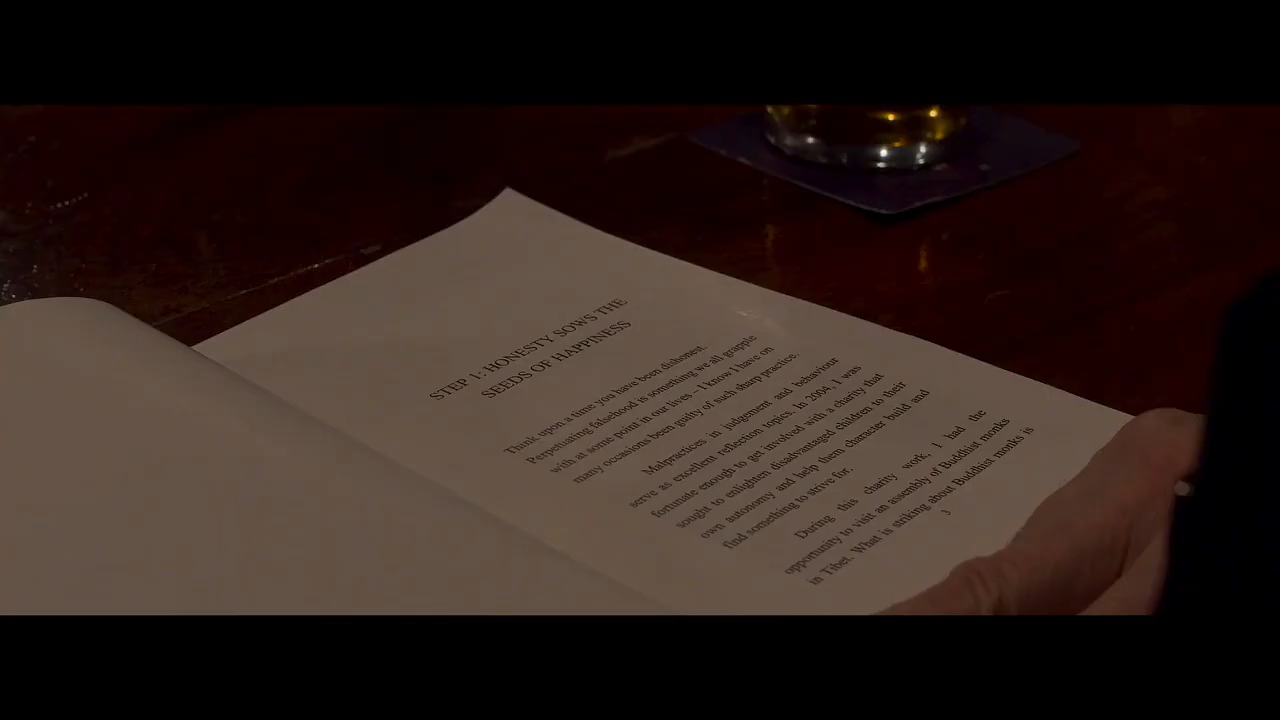 STEP 1: HONESTY SOWS THE
SEEDS OF HAPPINESS
Think upon a time you have been dishonest.
Perpetuating falsehood is something we all grapple
with at some point in our lives – I know I have on
many occasions been guilty of such sharp practice.
Malpractices in judgement and behaviour
serve as excellent reflection topics. In 2004, I was
fortunate enough to get involved with a charity that
sought to enlighten disadvantaged children to their
own autonomy and help them character build and
find something to strive for.
During this charity work, I had the
opportunity to visit an assembly of Buddhist monks
in Tibet. What is striking about Buddhist monks is
3